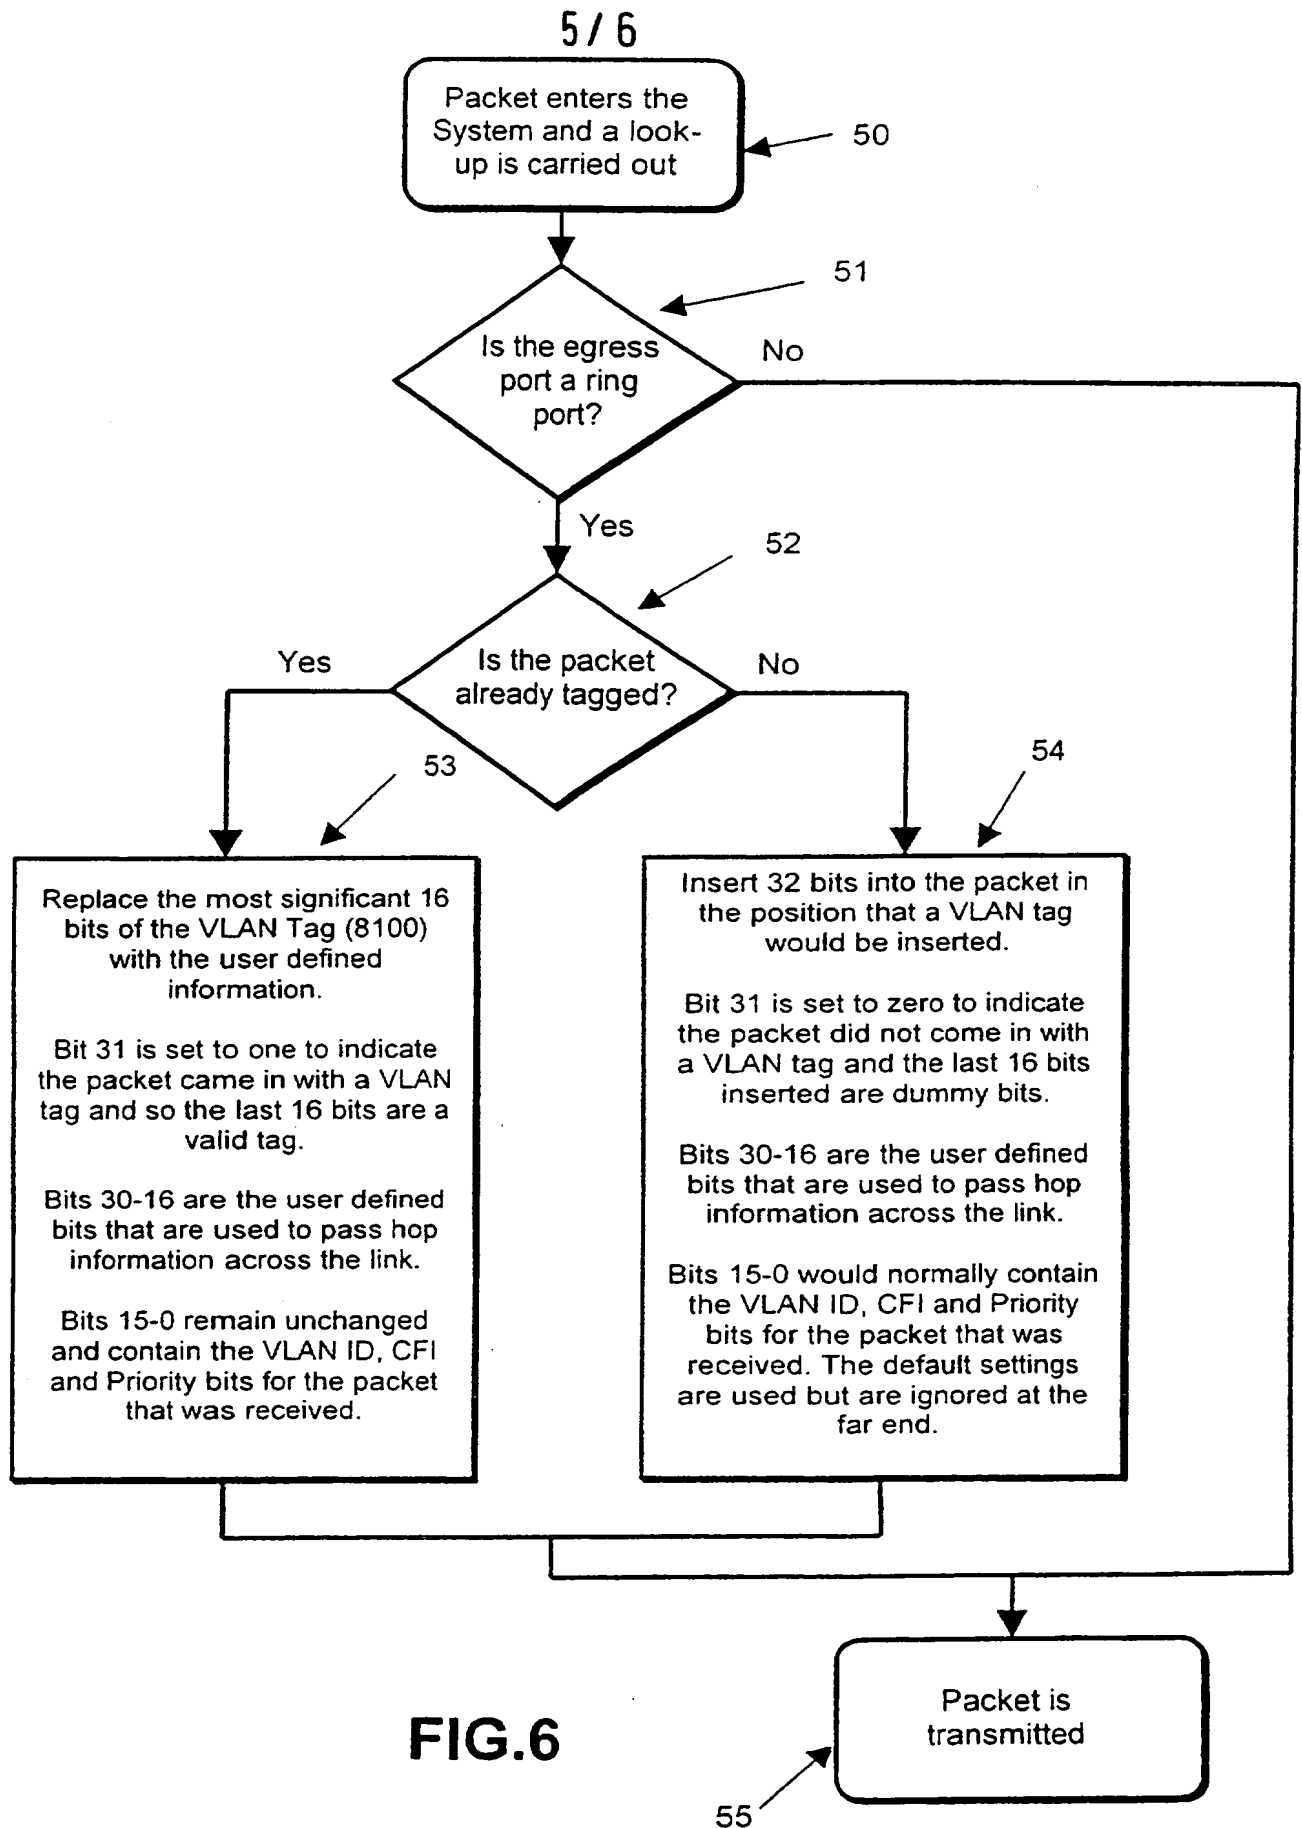 5/6
Packet enters the
System and a look-
up is carried out
50
51
Is the egress
port a ring
port?
No
Yes
52
Is the packet
already tagged?
Yes
No
53
54
Replace the most significant 16
bits of the VLAN Tag (8100)
with the user defined
information.
Bit 31 is set to one to indicate
the packet came in with a VLAN
tag and so the last 16 bits are a
valid tag.
Bits 30-16 are the user defined
bits that are used to pass hop
information across the link.
Bits 15-0 remain unchanged
and contain the VLAN ID, CFI
and Priority bits for the packet
that was received.
Insert 32 bits into the packet in
the position that a VLAN tag
would be inserted.
Bit 31 is set to zero to indicate
the packet did not come in with
a VLAN tag and the last 16 bits
inserted are dummy bits.
Bits 30-16 are the user defined
bits that are used to pass hop
information across the link.
Bits 15-0 would normally contain
the VLAN ID, CFI and Priority
bits for the packet that was
received. The default settings
are used but are ignored at the
far end.
Packet is
transmitted
55
FIG.6